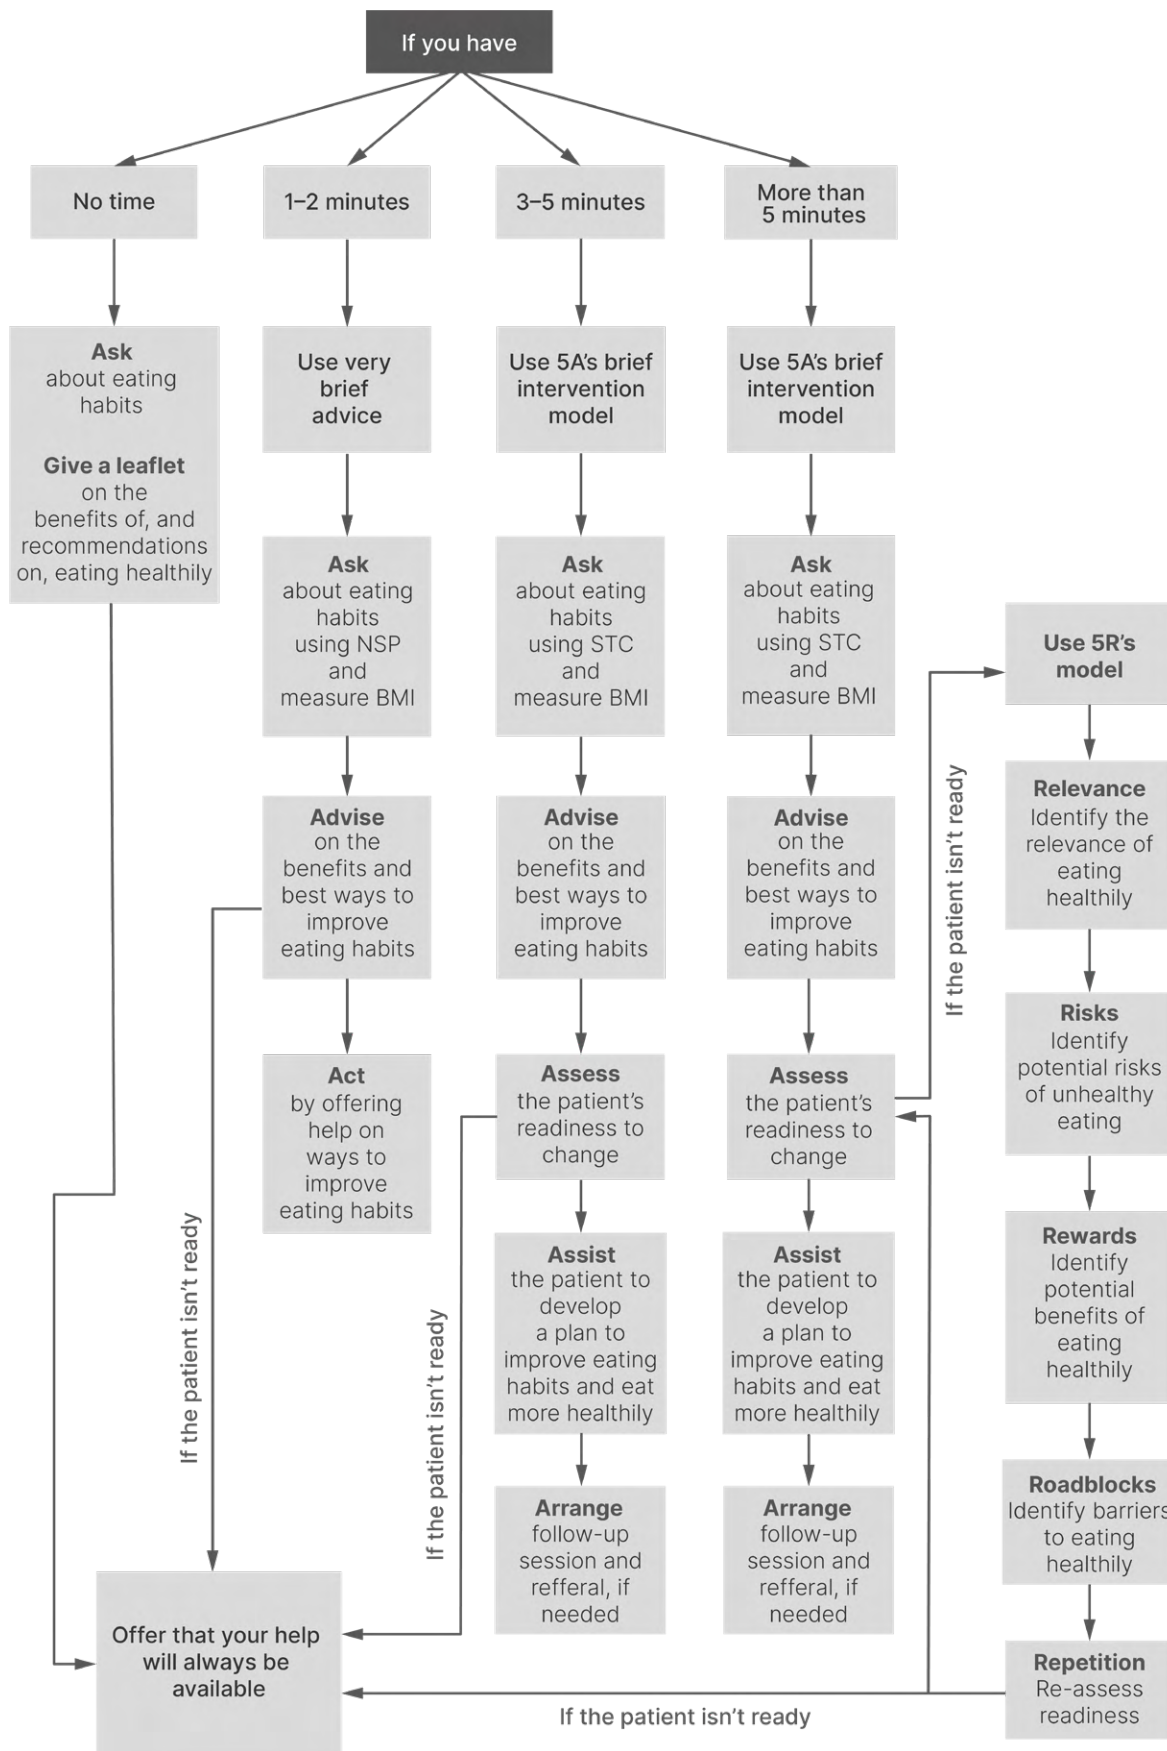 If you have
No time
1–2 minutes
3–5 minutes
More than
5 minutes
Ask
about eating
habits
Give a leaflet
on the
benefits of, and
recommendations
on, eating healthily
Use very
brief
advice
Ask
about eating
habits
using NSP
and
measure BMI
Advise
on the
benefits and
best ways to
improve
eating habits
Act
by offering
help on
ways to
improve
eating habits
If the patient isn't ready
Use 5A's brief
intervention
model
Ask
about eating
habits
using STC
and
measure BMI
Advise
on the
benefits and
best ways to
improve
eating habits
Assess
the patient's
readiness to
change
Assist
the patient to
develop
a plan to
improve eating
habits and eat
more healthily
Arrange
follow-up
session and
refferal, if
needed
If the patient isn't ready
Use 5A's brief
intervention
model
Ask
about eating
habits
using STC
and
measure BMI
Advise
on the
benefits and
best ways to
improve
eating habits
Assess
the patient's
readiness to
change
Assist
the patient to
develop
a plan to
improve eating
habits and eat
more healthily
Arrange
follow-up
session and
refferal, if
needed
If the patient isn't ready
Use 5R's
model
Relevance
Identify the
relevance of
eating
healthily
Risks
Identify
potential risks
of unhealthy
eating
Rewards
Identify
potential
benefits of
eating
healthily
Roadblocks
Identify barriers
to eating
healthily
Repetition
Re-assess
readiness
If the patient isn't ready
Offer that your help
will always be
available